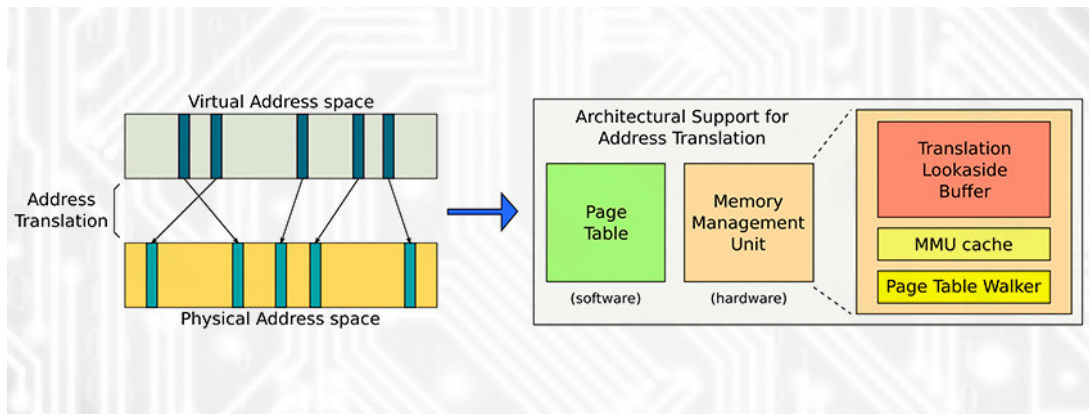 Virtual Address space
Address
Translation
Physical Address space
Architectural Support for
Address Translation
Page
Table
(software)
Memory
Management
Unit
(hardware)
Translation
Lookaside
Buffer
MMU cache
Page Table Walker